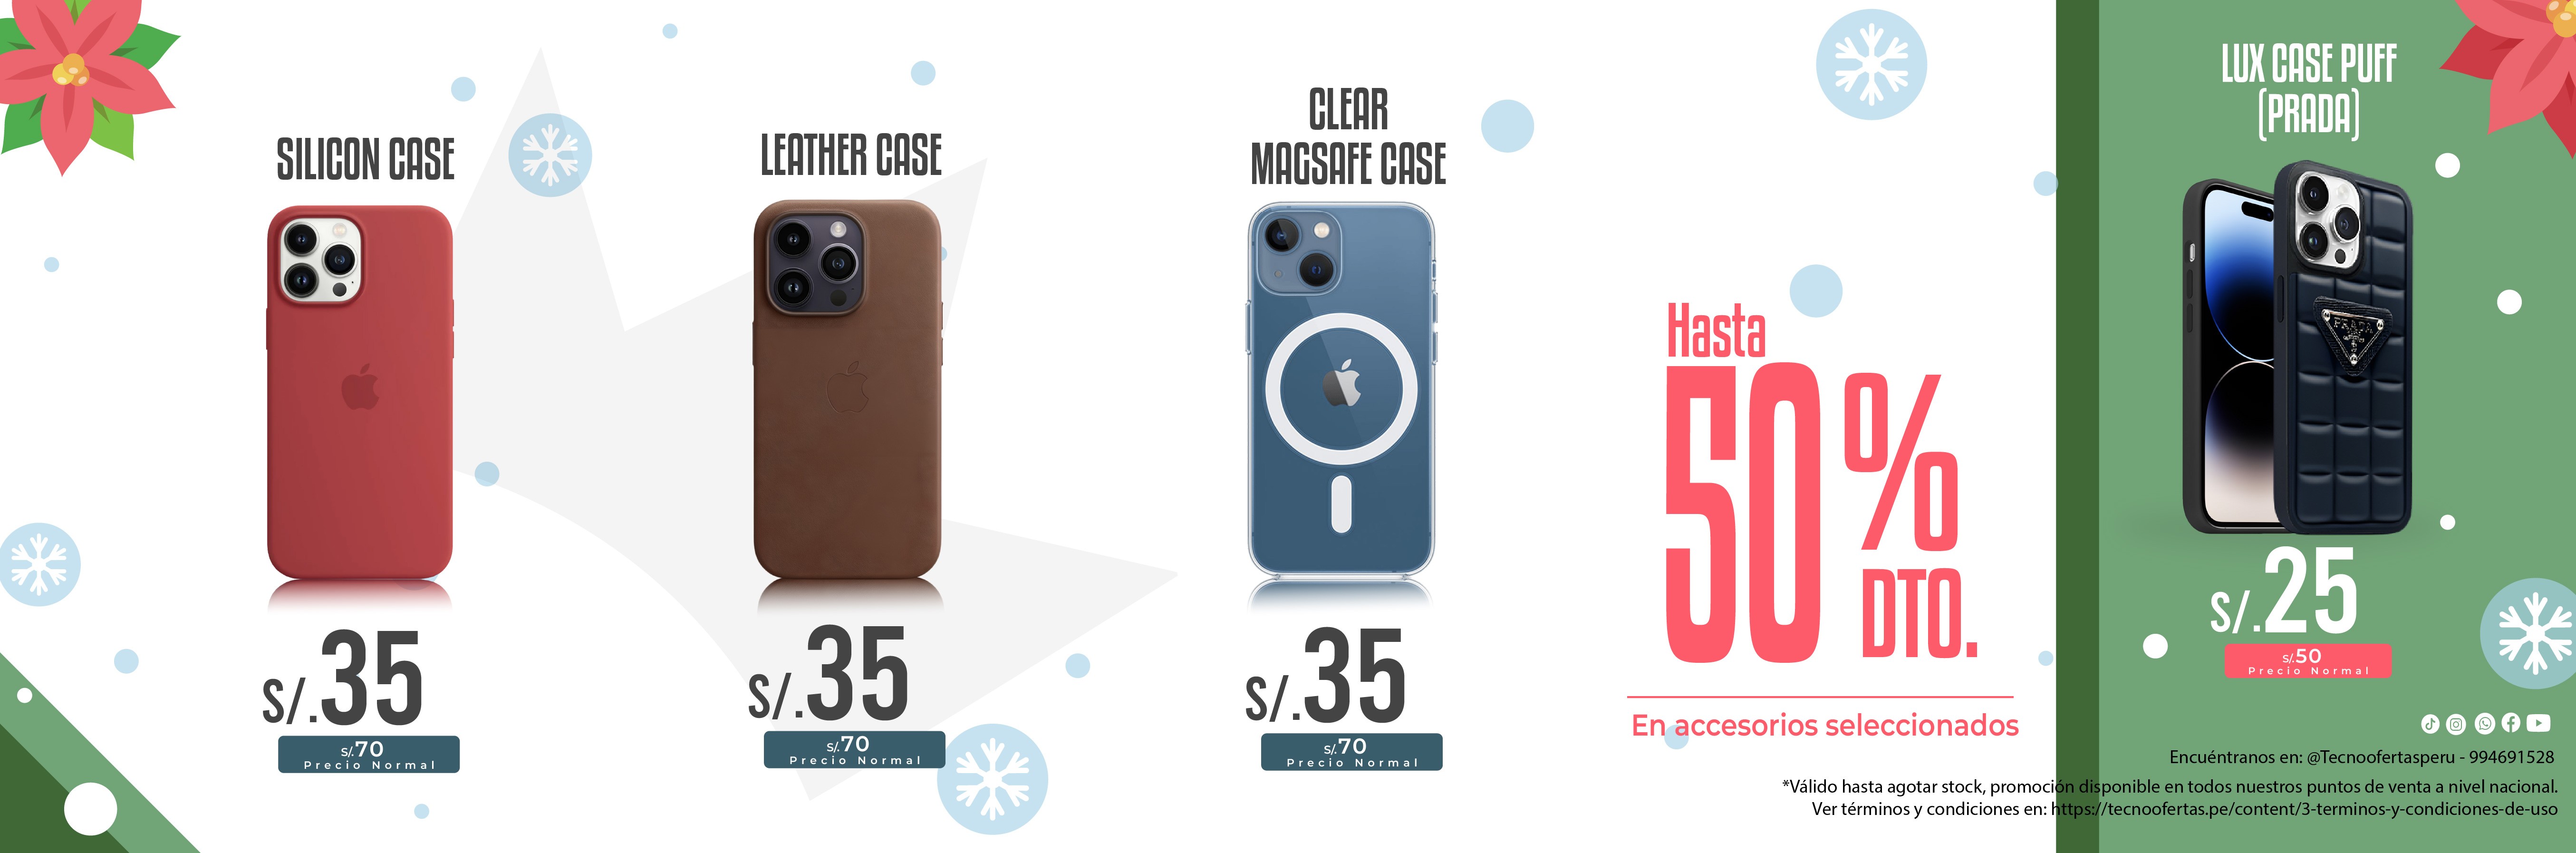 SILICON CASE
S/.35
S/.70
Precio Normal
LEATHER CASE
S/.35
S/.70
Precio Normal
CLEAR
MAGSAFE CASE
S/.35
S/.70
Precio Normal
Hasta
50%
DTO.
En accesorios seleccionados
LUX CASE PUFF
(PRADA)
PRADA
S/.25
S/.50
Precio Normal
Encuéntranos en: @Tecnoofertasperu - 994691528
*Válido hasta agotar stock, promoción disponible en todos nuestros puntos de venta a nivel nacional.
Ver términos y condiciones en: https://tecnoofertas.pe/content/3-terminos-y-condiciones-de-uso